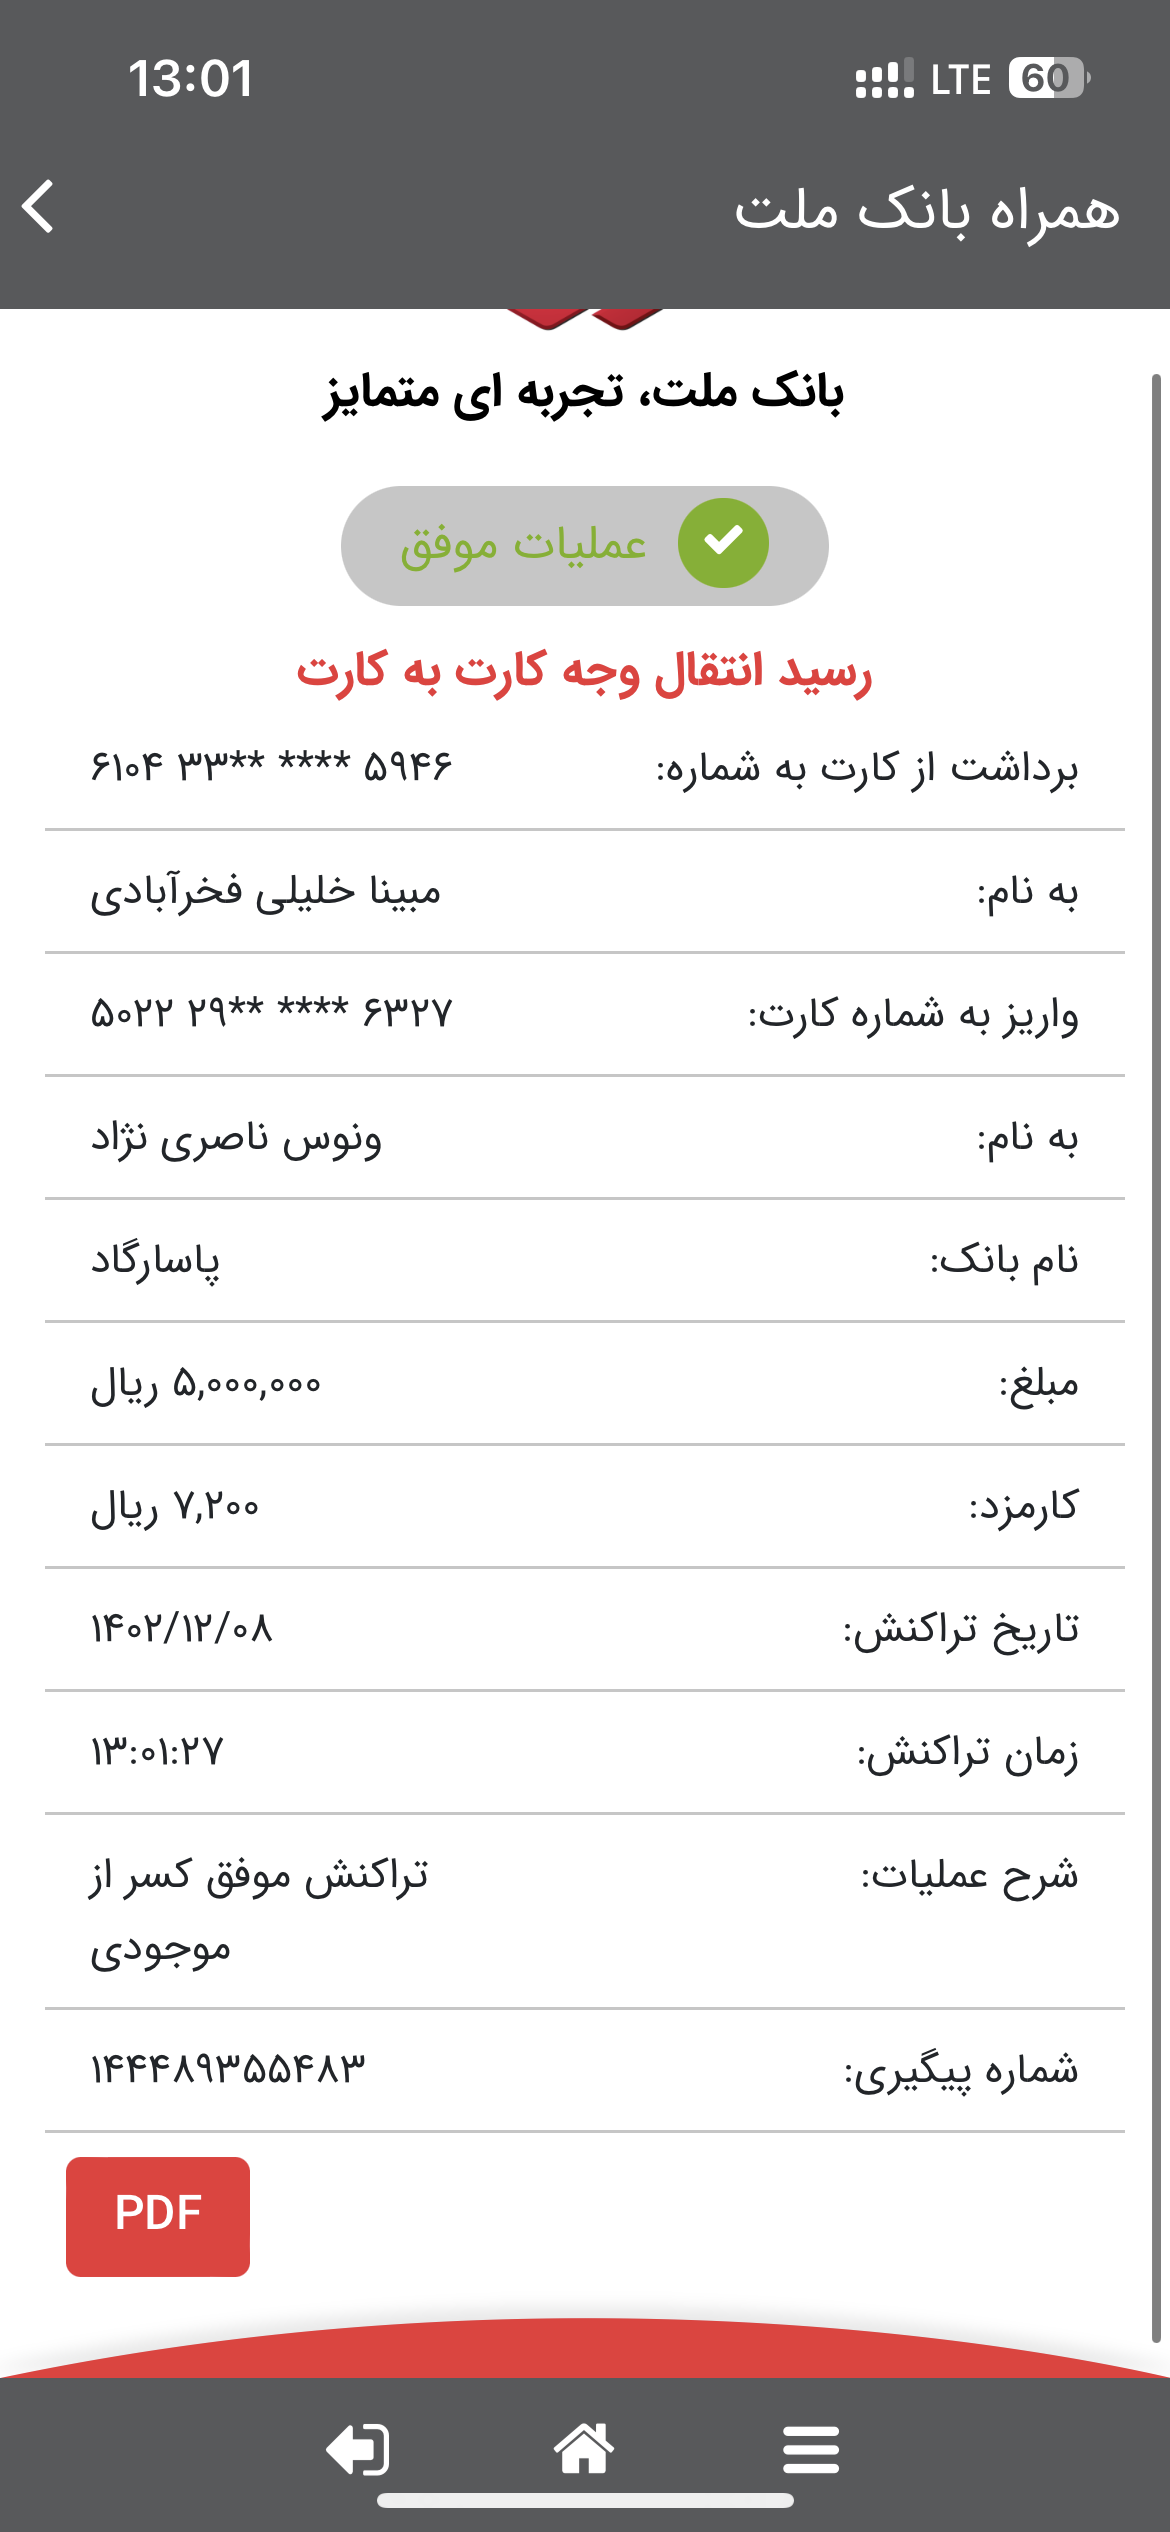 13:01 LTE 60
همراه بانک ملت
بانک ملت، تجربه ای متمایز
عملیات موفق
رسید انتقال وجه کارت به کارت
برداشت از کارت به شماره: ۶۱۰۴ ۳۳** **** ۵۹۴۶
به نام: مبینا خلیلی فخرآبادی
واریز به شماره کارت: ۵۰۲۲ ۲۹** **** ۶۳۲۷
به نام: ونوس ناصری نژاد
نام بانک: پاسارگاد
مبلغ: ۵,۰۰۰,۰۰۰ ریال
کارمزد: ۷,۲۰۰ ریال
تاریخ تراکنش: ۱۴۰۲/۱۲/۰۸
زمان تراکنش: ۱۳:۰۱:۲۷
شرح عملیات: تراکنش موفق کسر از
موجودی
شماره پیگیری: ۱۴۴۴۸۹۳۵۵۴۸۳
PDF